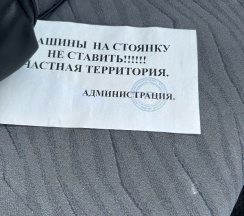 АШИНЫ НА СТОЯНКУ
НЕ СТАВИТЬ!!!!!!
ЧАСТНАЯ ТЕРРИТОРИЯ.
АДМИНИСТРАЦИЯ.